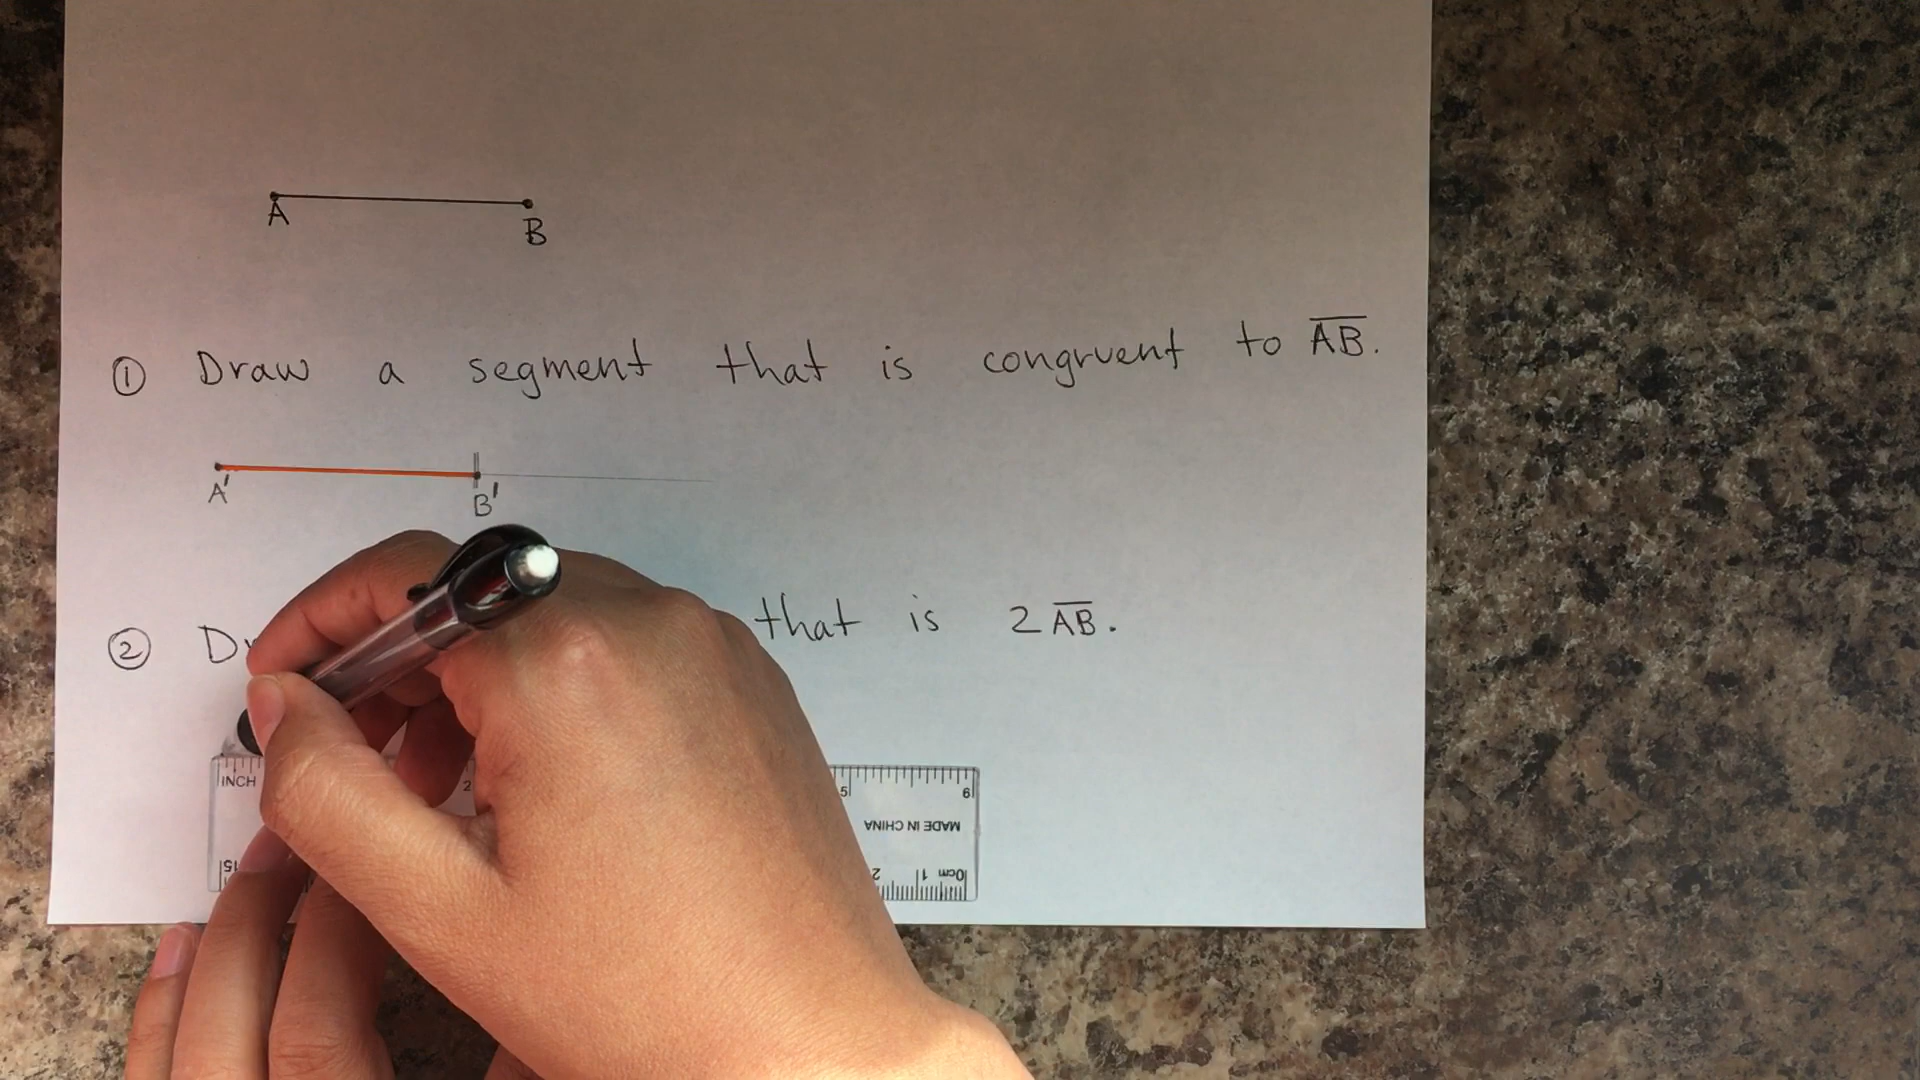 A
B
① Draw a segment that is congruent to AB.
A'
B'
② that is 2AB.
INCH 2 5 6
MADE IN CHINA
15 2 1 0cm